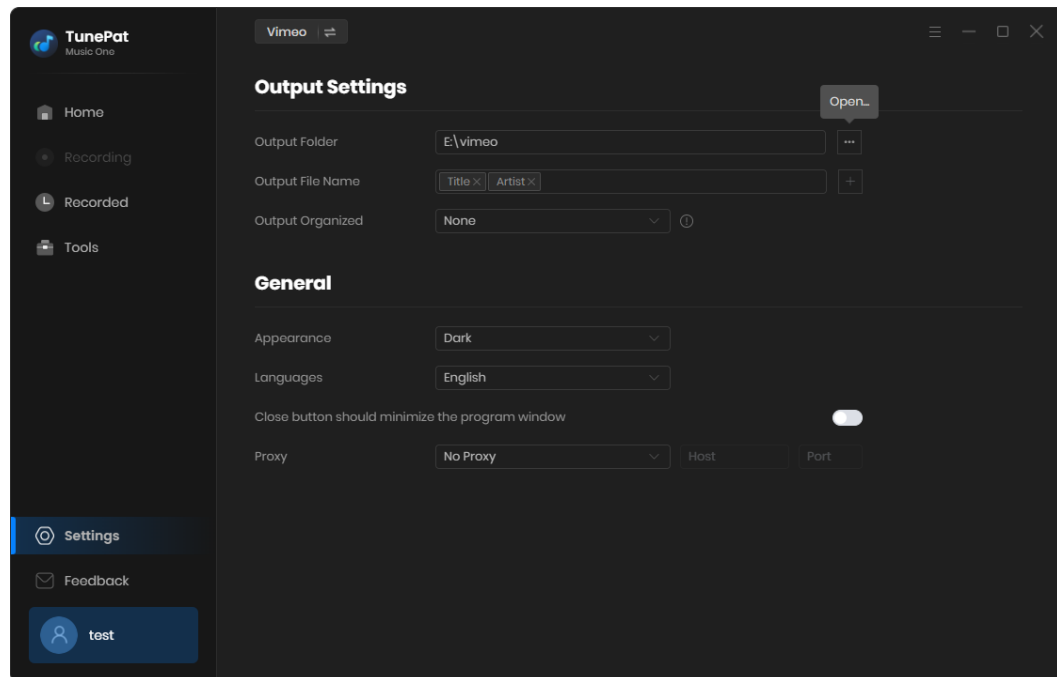 TunePat
Music One
Home
Recording
Recorded
Tools
Settings
Feedback
test
Vimeo
Output Settings
Open...
Output Folder E:\vimeo
Output File Name Title Artist
Output Organized None
General
Appearance Dark
Languages English
Close button should minimize the program window
Proxy No Proxy Host Port